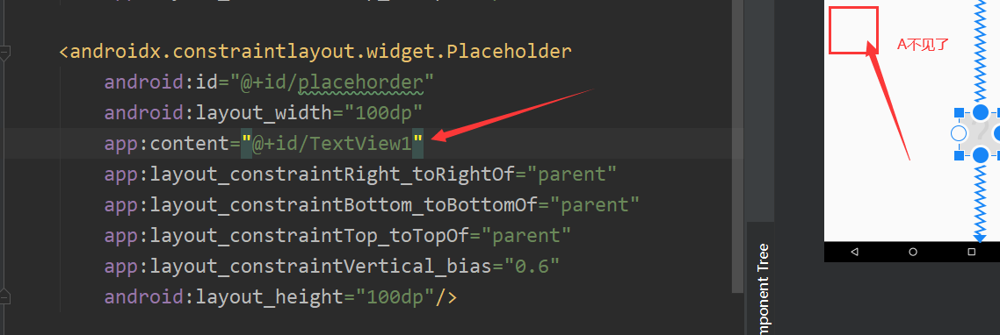 <androidx.constraintlayout.widget.Placeholder
android:id="@+id/placehorder"
android:layout_width="100dp"
app:content="@+id/TextView1"
app:layout_constraintRight_toRightOf="parent"
app:layout_constraintBottom_toBottomOf="parent"
app:layout_constraintTop_toTopOf="parent"
app:layout_constraintVertical_bias="0.6"
android:layout_height="100dp"/>
A不见了
mponent Tree